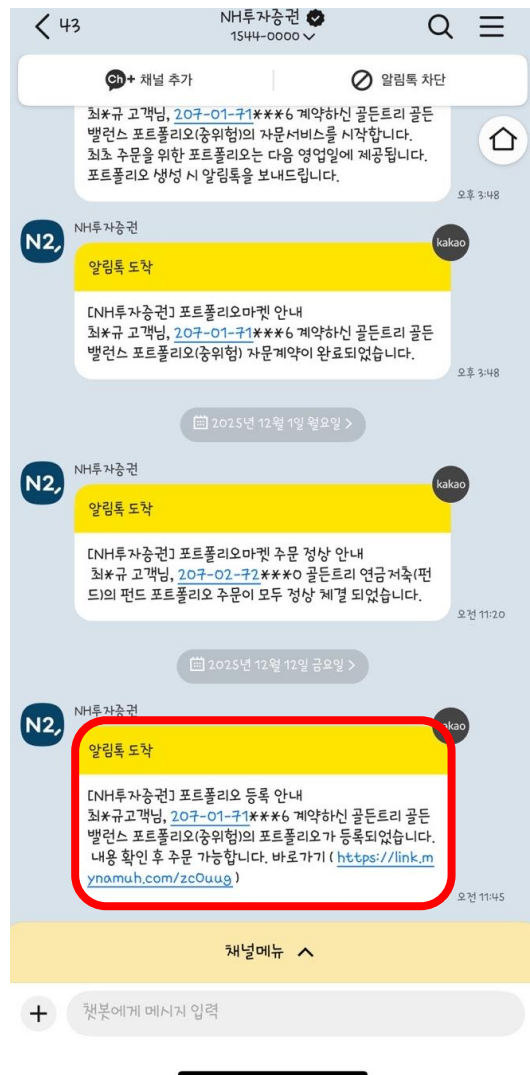 43
NH투자증권
1544-0000
Ch+ 채널 추가
알림톡 차단
최*규 고객님, 207-01-71***6 계약하신 골든트리 골든
밸런스 포트폴리오(중위험)의 자문서비스를 시작합니다.
최초 주문을 위한 포트폴리오는 다음 영업일에 제공됩니다.
포트폴리오 생성 시 알림톡을 보내드립니다.
오후 3:48
N2,
NH투자증권
kakao
알림톡 도착
[NH투자증권] 포트폴리오마켓 안내
최*규 고객님, 207-01-71***6 계약하신 골든트리 골든
밸런스 포트폴리오(중위험) 자문계약이 완료되었습니다.
오후 3:48
2025년 12월 1일 월요일 >
N2,
NH투자증권
kakao
알림톡 도착
[NH투자증권] 포트폴리오마켓 주문 정상 안내
최*규 고객님, 207-02-72***0 골든트리 연금저축(펀
드)의 펀드 포트폴리오 주문이 모두 정상 체결 되었습니다.
오전 11:20
2025년 12월 12일 금요일 >
N2,
NH투자증권
kakao
알림톡 도착
[NH투자증권] 포트폴리오 등록 안내
최*규고객님, 207-01-71***6 계약하신 골든트리 골든
밸런스 포트폴리오(중위험)의 포트폴리오가 등록되었습니다.
내용 확인 후 주문 가능합니다. 바로가기 ( https://link.m
ynamuh.com/zc0uug )
오전 11:45
채널메뉴
챗봇에게 메시지 입력